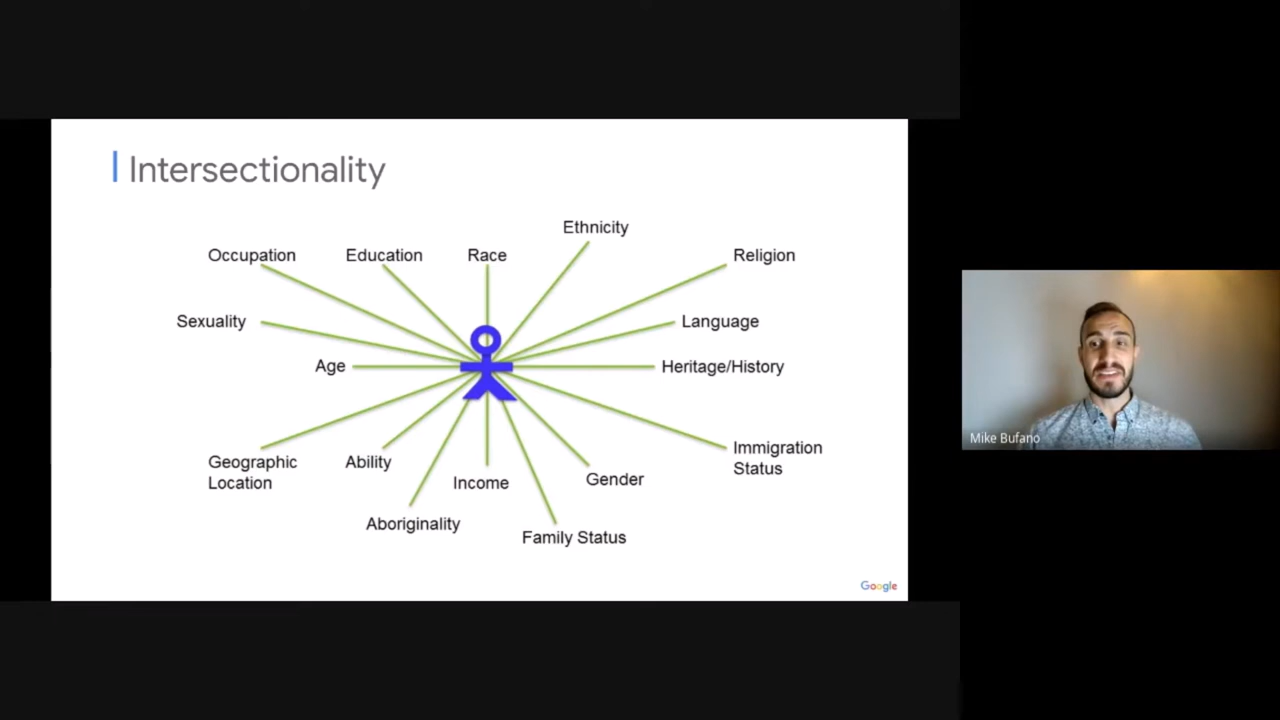 Intersectionality
Ethnicity
Occupation
Education
Race
Religion
Sexuality
Language
Age
Heritage/History
Geographic
Location
Ability
Income
Gender
Immigration
Status
Aboriginality
Family Status
Google
Mike Bufano